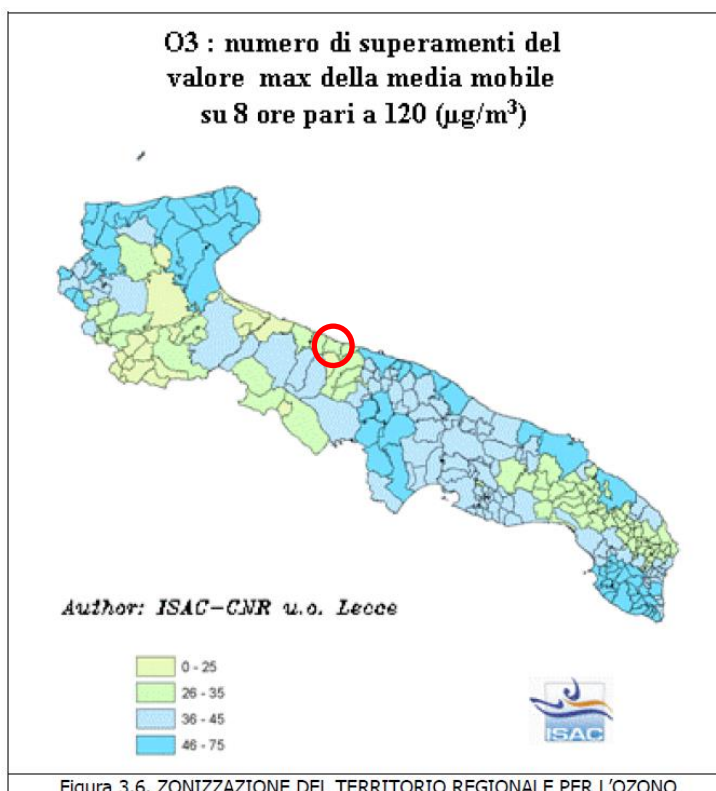 O3 : numero di superamenti del
valore max della media mobile
su 8 ore pari a 120 (µg/m³)
Author: ISAC-CNR u.o. Lecce
0 - 25
26 - 35
36 - 45
46 - 75
ISAC
Figura 3.6. ZONIZZAZIONE DEL TERRITORIO REGIONALE PER L'OZONO